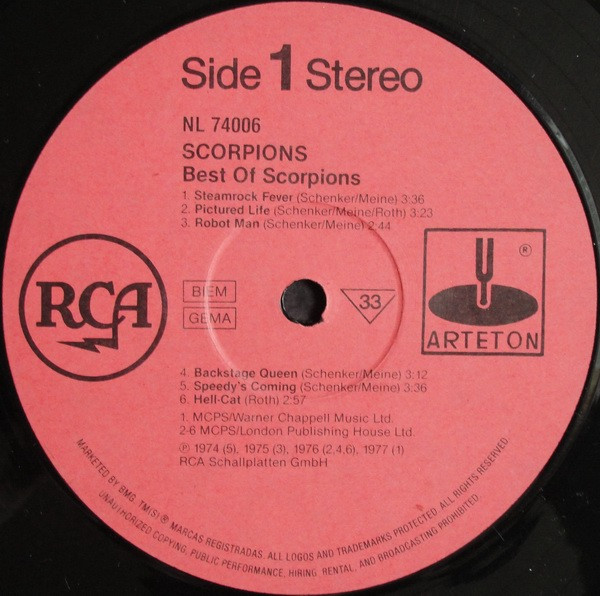 Side 1 Stereo
NL 74006
SCORPIONS
Best Of Scorpions
1. Steamrock Fever (Schenker/Meine) 3:36
2. Pictured Life (Schenker/Meine/Roth) 3:23
3. Robot Man (Schenker/Meine) 2:44
RCA
BIEM
GEMA
33
®
ARTETON
4. Backstage Queen (Schenker/Meine) 3:12
5. Speedy's Coming (Schenker/Meine) 3:36
6. Hell-Cat (Roth) 2:57
1. MCPS/Warner Chappell Music Ltd.
2-6 MCPS/London Publishing House Ltd.
℗ 1974 (5), 1975 (3), 1976 (2,4,6), 1977 (1)
RCA Schallplatten GmbH
MARKETED BY BMG. TM(S) ® MARCAS REGISTRADAS. ALL LOGOS AND TRADEMARKS PROTECTED. ALL RIGHTS RESERVED.
UNAUTHORIZED COPYING, PUBLIC PERFORMANCE, HIRING, RENTAL, AND BROADCASTING PROHIBITED.